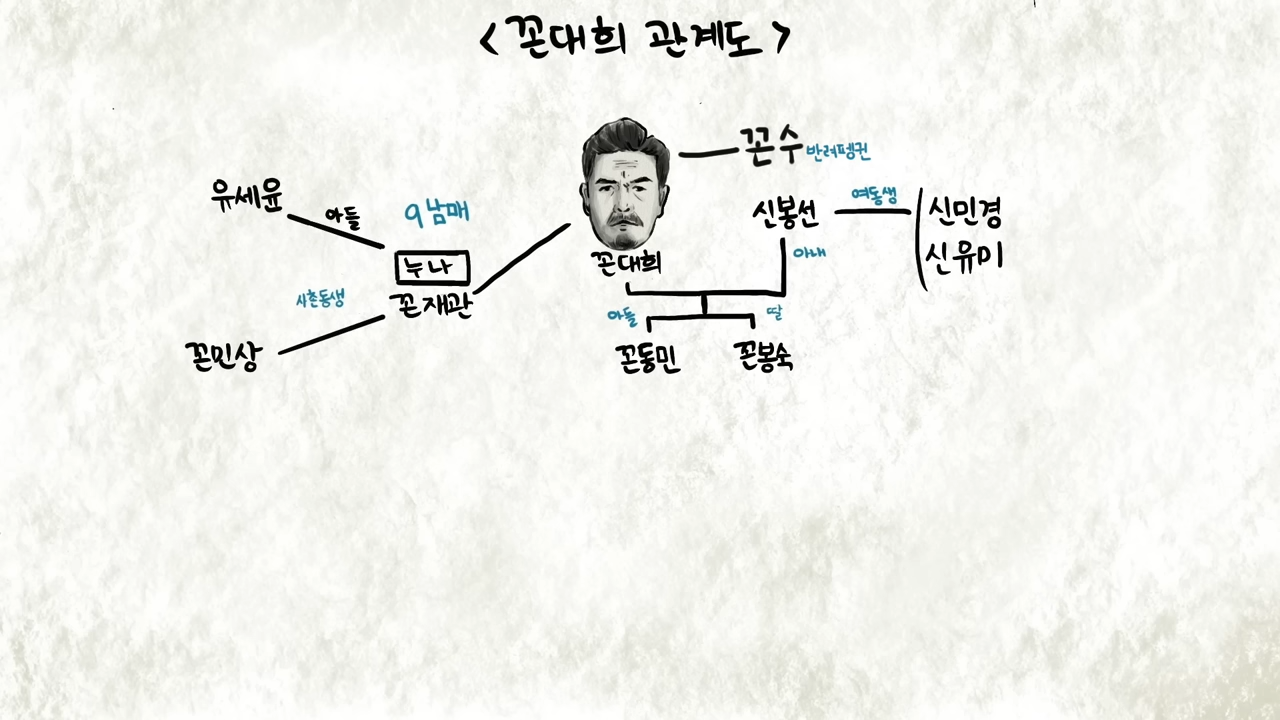 <꼰대희 관계도>
꼰수 반려펭귄
유세윤
아들
9남매
신봉선
여동생
신민경
신유미
누나
꼰대희
아내
꼰재관
사촌동생
꼰민상
아들
딸
꼰동민
꼰봉숙